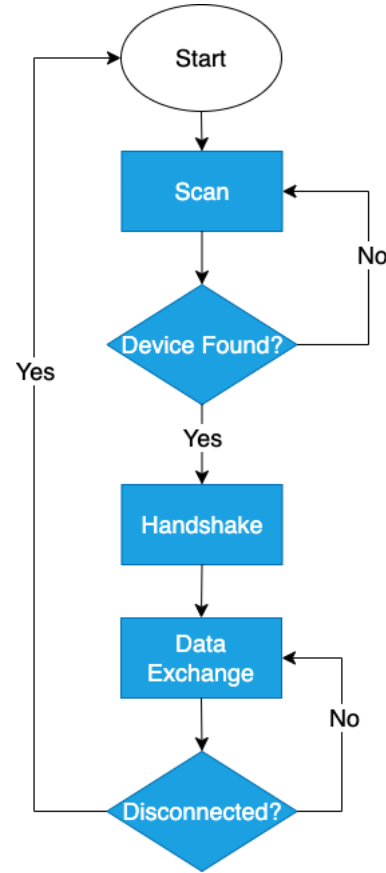 Start
Scan
No
Device Found?
Yes
Yes
Handshake
Data
Exchange
No
Disconnected?